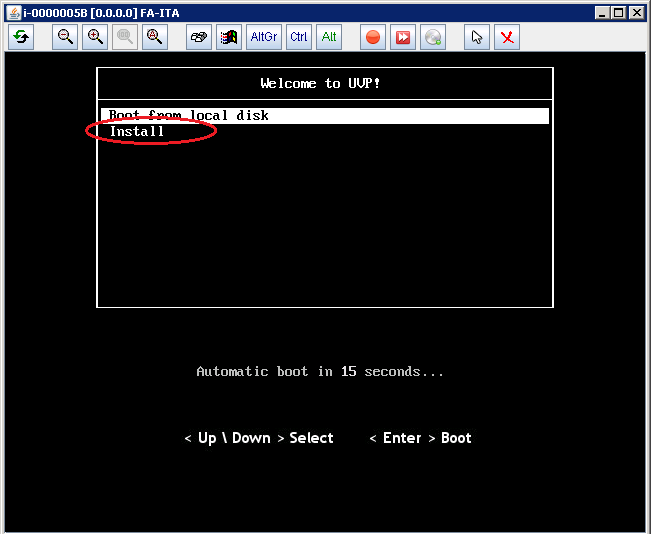 i-0000005B [0.0.0.0] FA-ITA
AltGr Ctrl Alt
Welcome to UVP!
Boot from local disk
Install
Automatic boot in 15 seconds...
< Up \ Down > Select < Enter > Boot